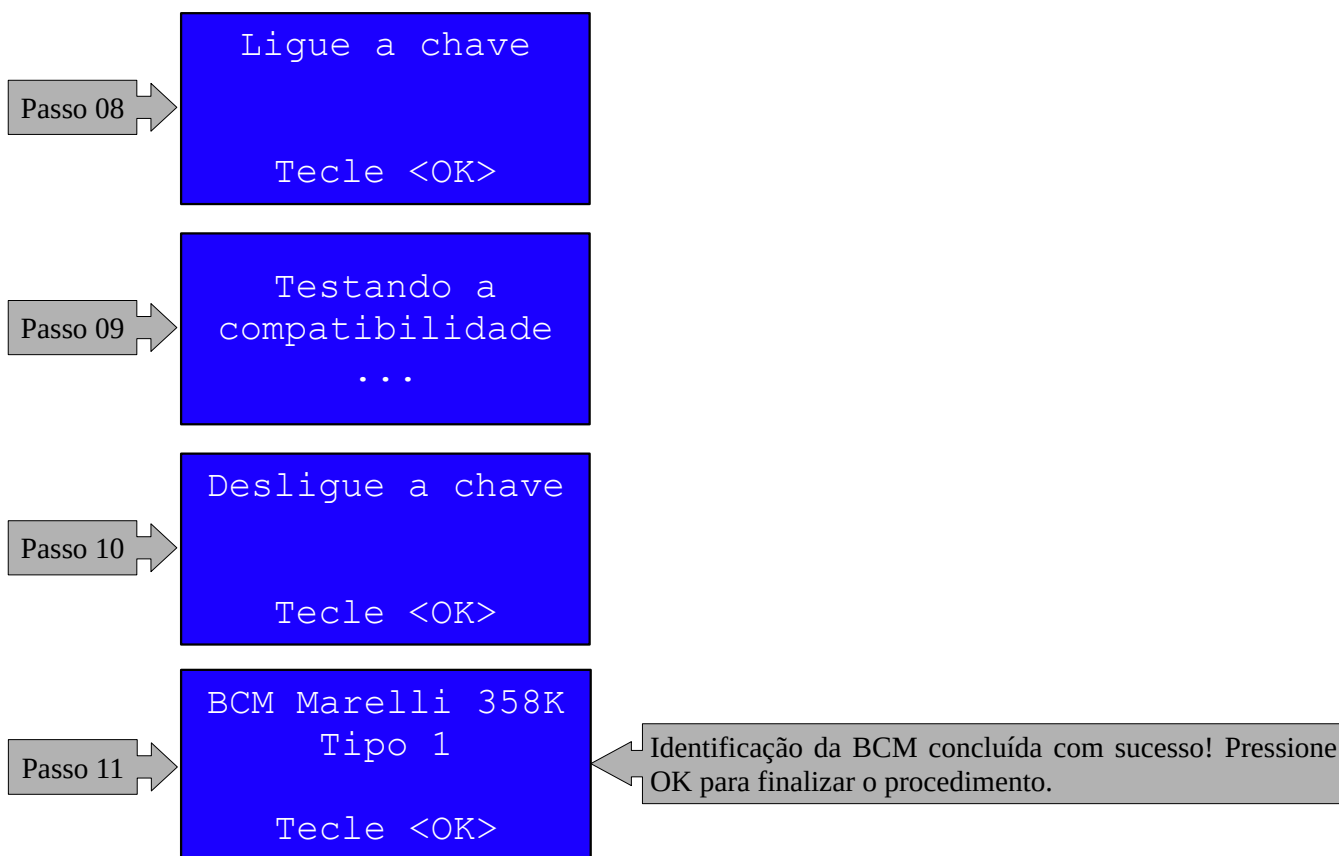 Passo 08
Ligue a chave
Tecle <OK>
Passo 09
Testando a
compatibilidade
...
Passo 10
Desligue a chave
Tecle <OK>
Passo 11
BCM Marelli 358K
Tipo 1
Tecle <OK>
Identificação da BCM concluída com sucesso! Pressione
OK para finalizar o procedimento.